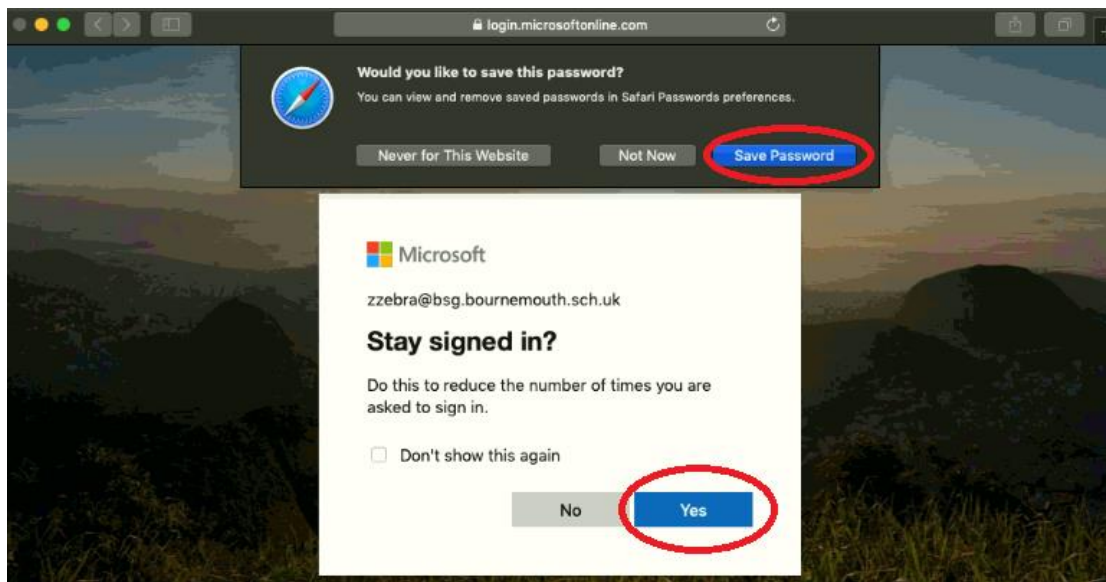 login.microsoftonline.com
Would you like to save this password?
You can view and remove saved passwords in Safari Passwords preferences.
Never for This Website
Not Now
Save Password
Microsoft
zzebra@bsg.bournemouth.sch.uk
Stay signed in?
Do this to reduce the number of times you are
asked to sign in.
Don't show this again
No
Yes